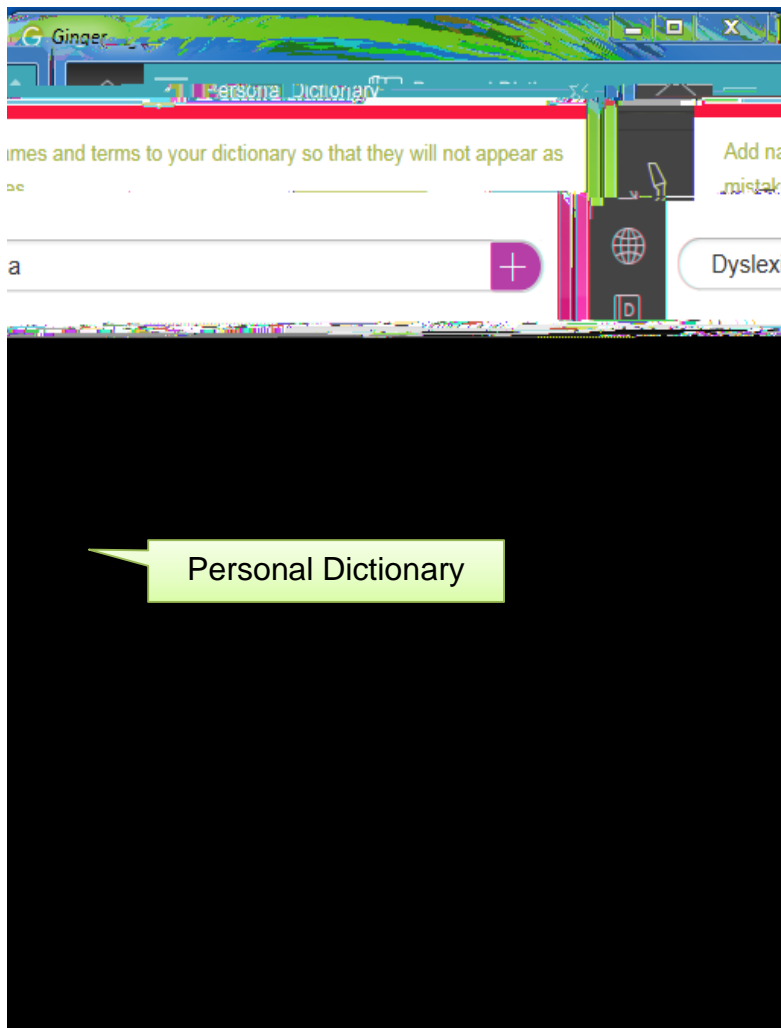 Ginger
Personal Dictionary
mes and terms to your dictionary so that they will not appear as
Add na
mistak
a
Dyslex
D
Personal Dictionary